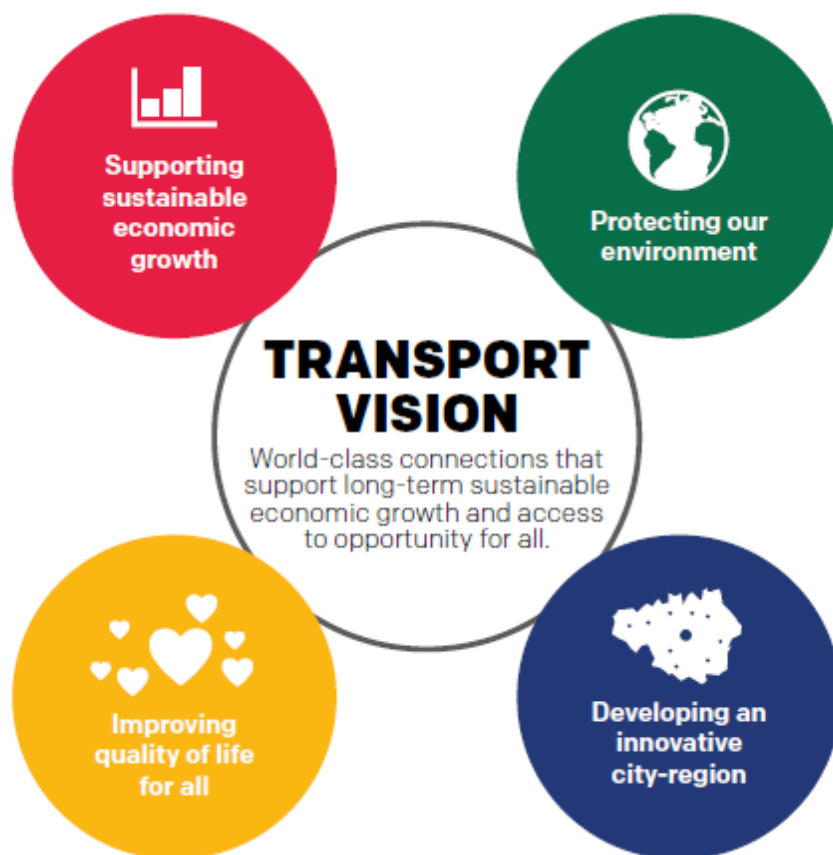 Supporting
sustainable
economic
growth
Protecting our
environment
TRANSPORT
VISION
World-class connections that
support long-term sustainable
economic growth and access
to opportunity for all.
Improving
quality of life
for all
Developing an
innovative
city-region